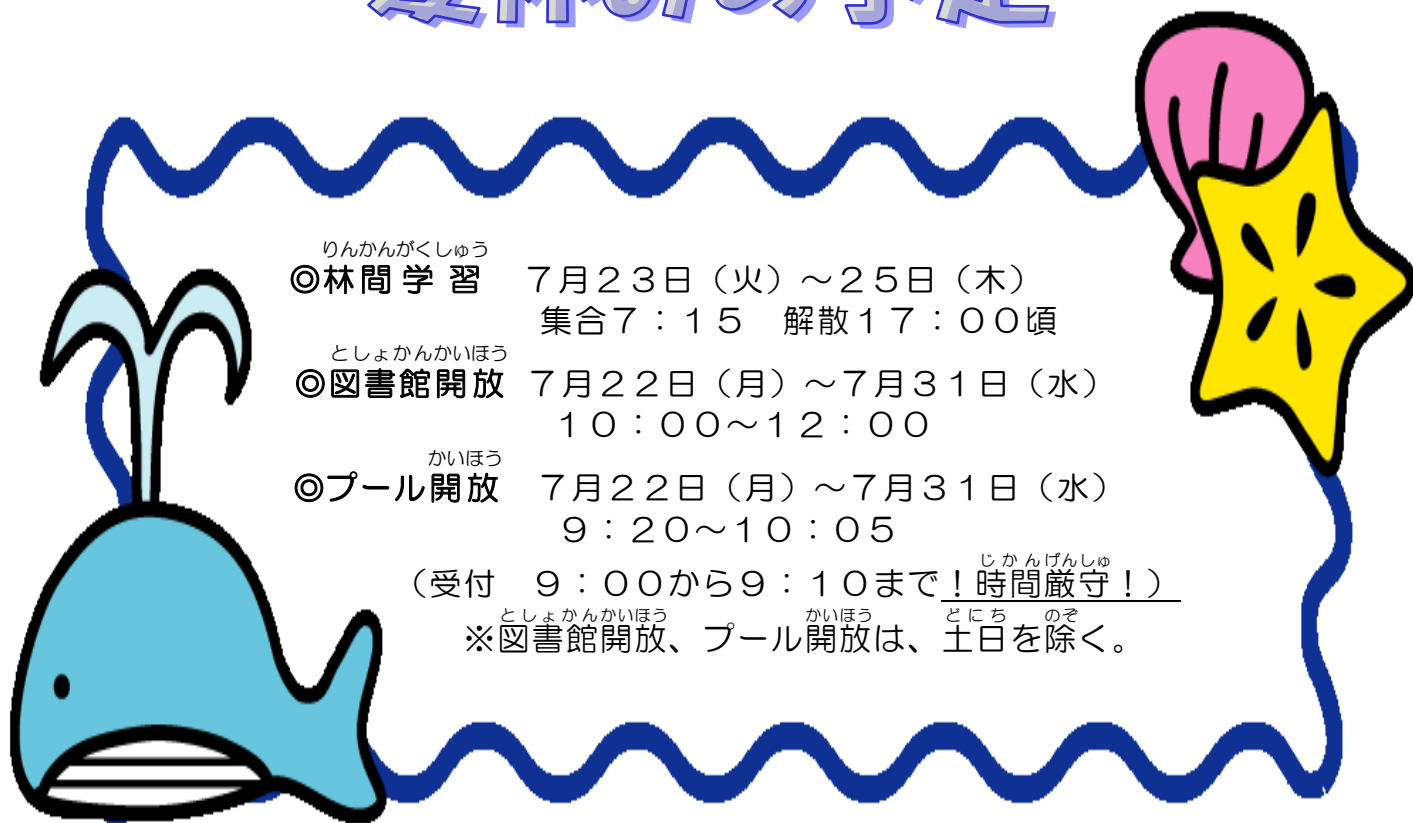 りんかんがくしゅう
◎林間学習　７月２３日（火）～２５日（木）
集合７：１５　解散１７：００頃
としょかんかいほう
◎図書館開放　７月２２日（月）～７月３１日（水）
１０：００～１２：００
かいほう
◎プール開放　７月２２日（月）～７月３１日（水）
９：２０～１０：０５
じかんげんしゅ
（受付　９：００から９：１０まで！時間厳守！）
としょかんかいほう　かいほう　どにち　のぞ
※図書館開放、プール開放は、土日を除く。